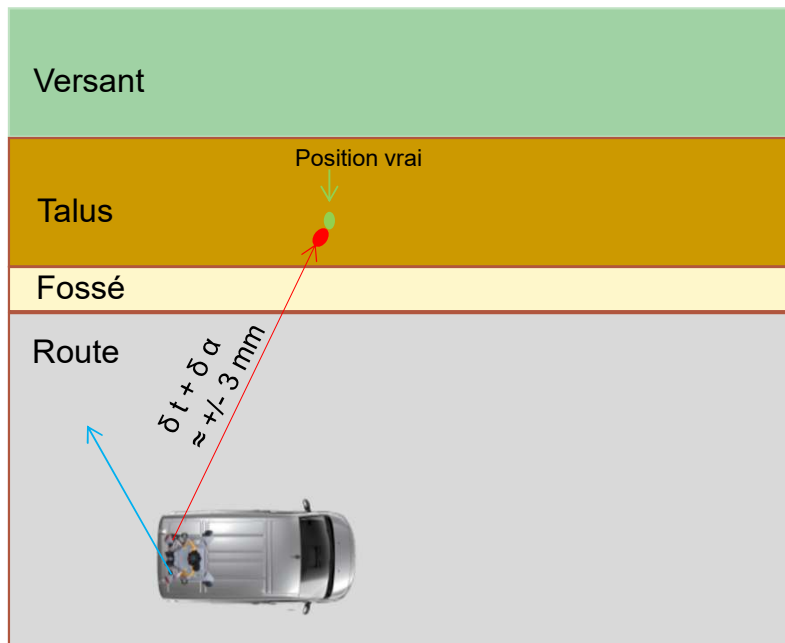 Versant
Position vrai
Talus
Fossé
Route
δ t + δ α
≈ +/- 3 mm